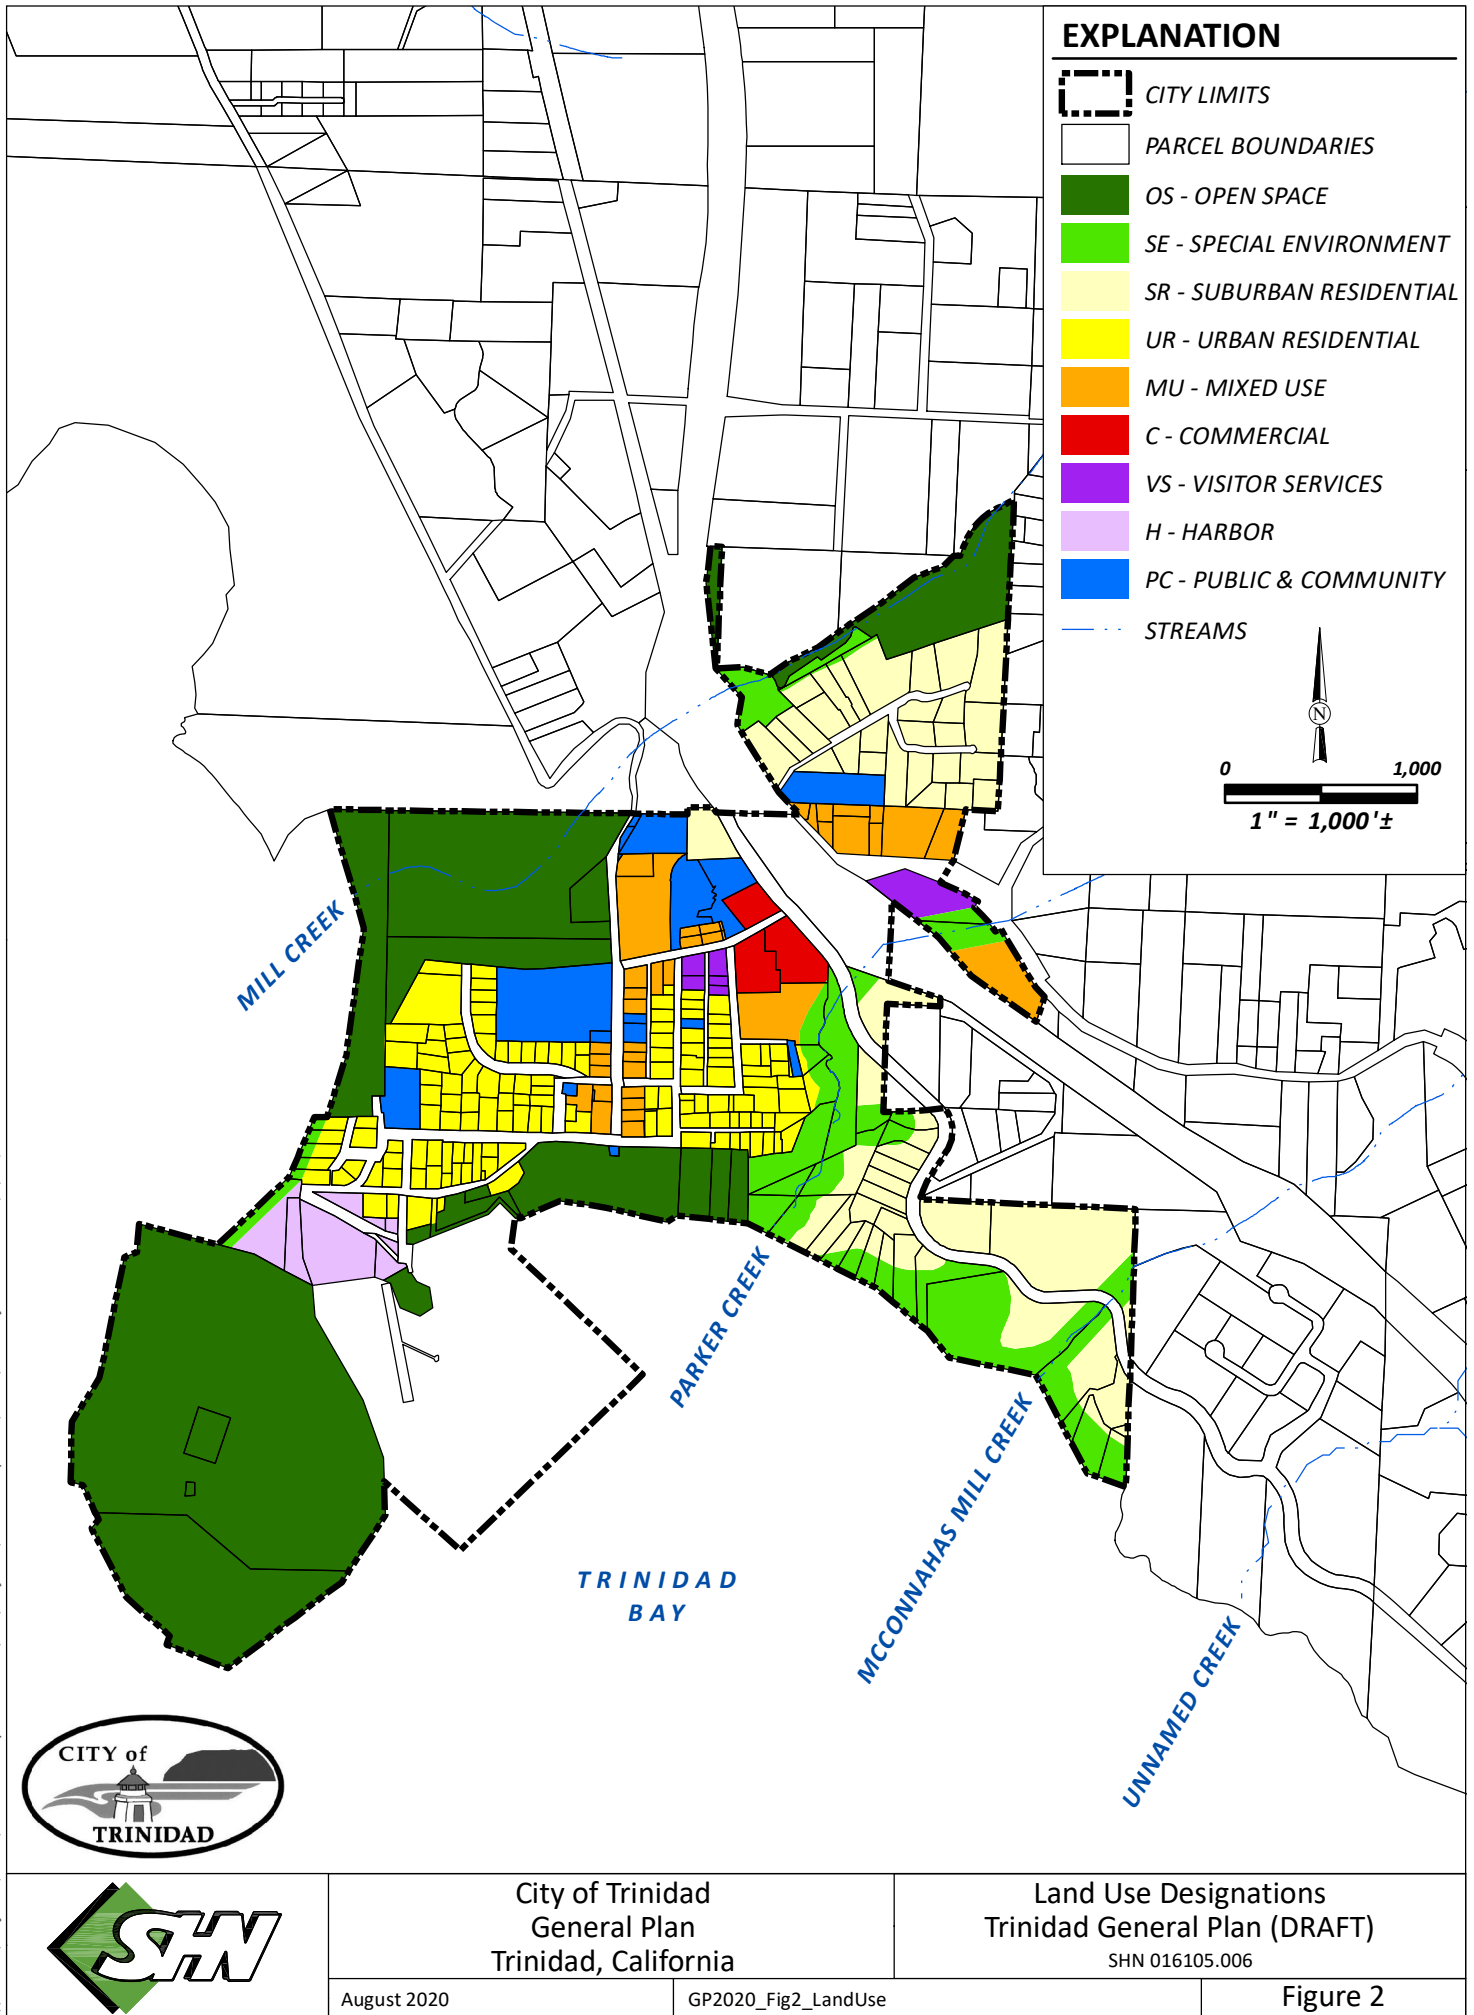 EXPLANATION
CITY LIMITS
PARCEL BOUNDARIES
OS - OPEN SPACE
SE - SPECIAL ENVIRONMENT
SR - SUBURBAN RESIDENTIAL
UR - URBAN RESIDENTIAL
MU - MIXED USE
C - COMMERCIAL
VS - VISITOR SERVICES
H - HARBOR
PC - PUBLIC & COMMUNITY
STREAMS
N
0 1,000
1" = 1,000'±
MILL CREEK
PARKER CREEK
MCCONNAHAS MILL CREEK
UNNAMED CREEK
TRINIDAD
BAY
CITY of
TRINIDAD
SHN
City of Trinidad
General Plan
Trinidad, California
Land Use Designations
Trinidad General Plan (DRAFT)
SHN 016105.006
August 2020
GP2020_Fig2_LandUse
Figure 2